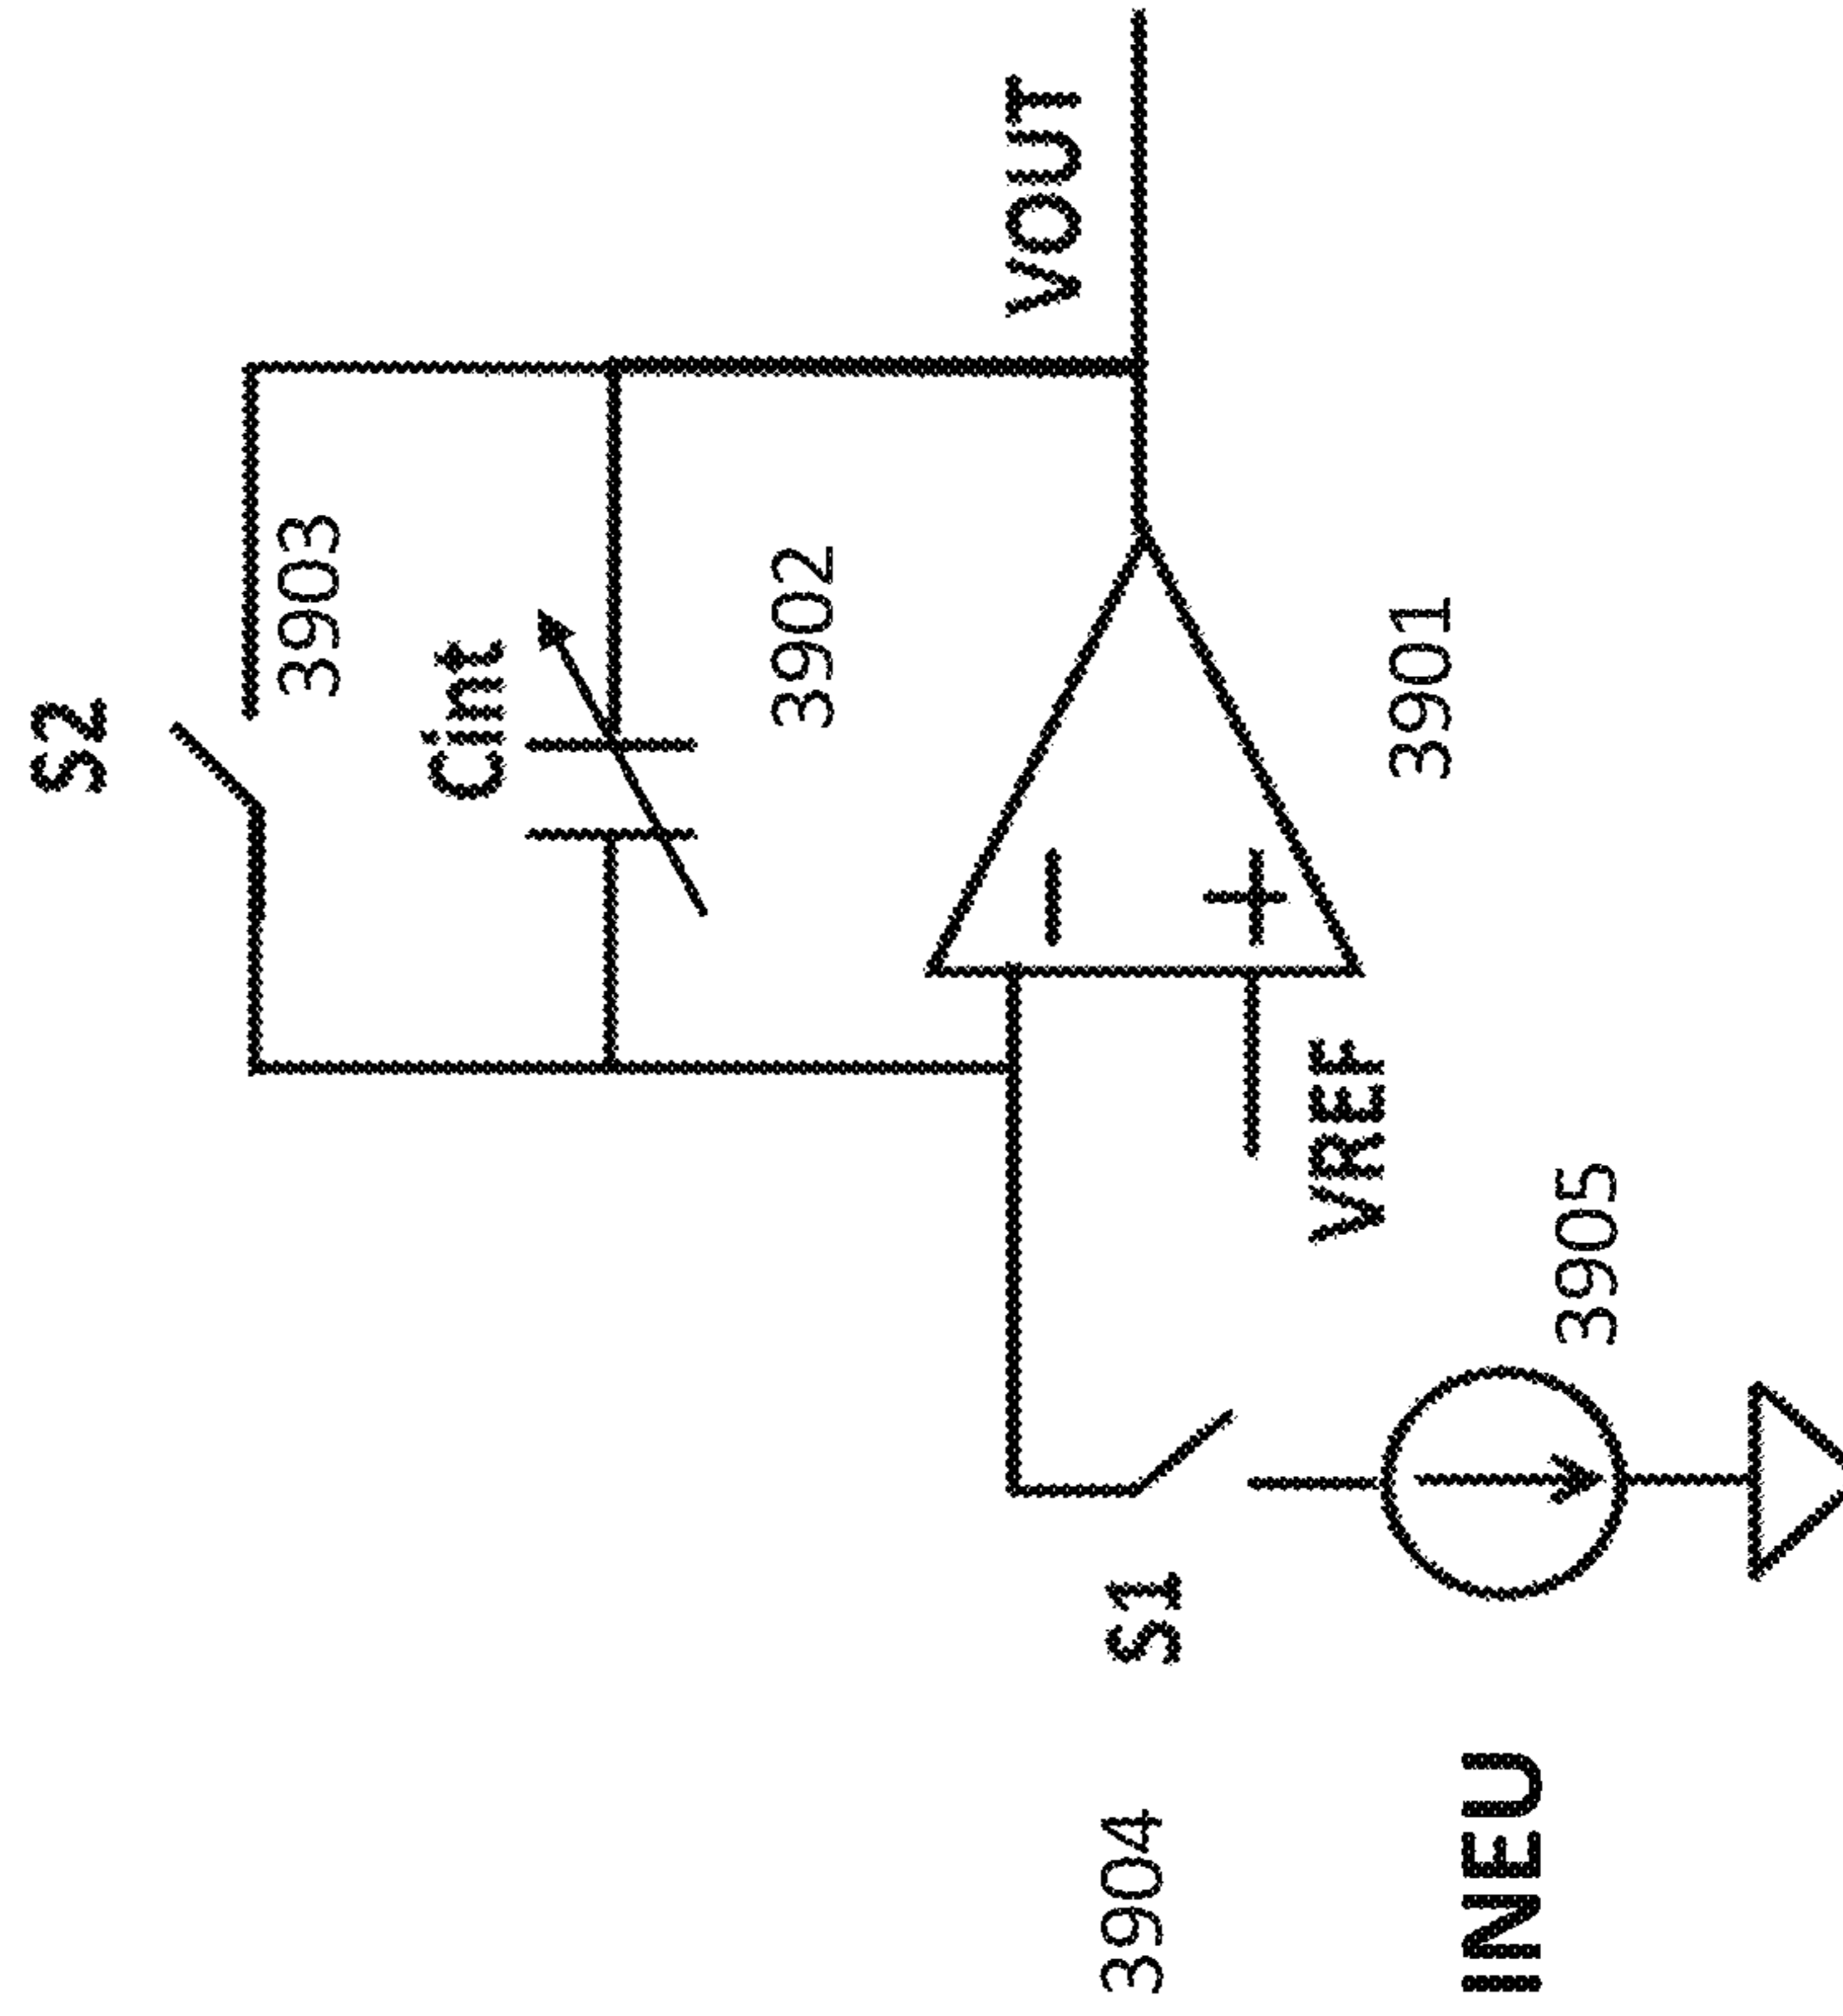 S2
3903
Cint
3902
VOUT
−
+
3901
VREF
3905
S1
3904
INEU